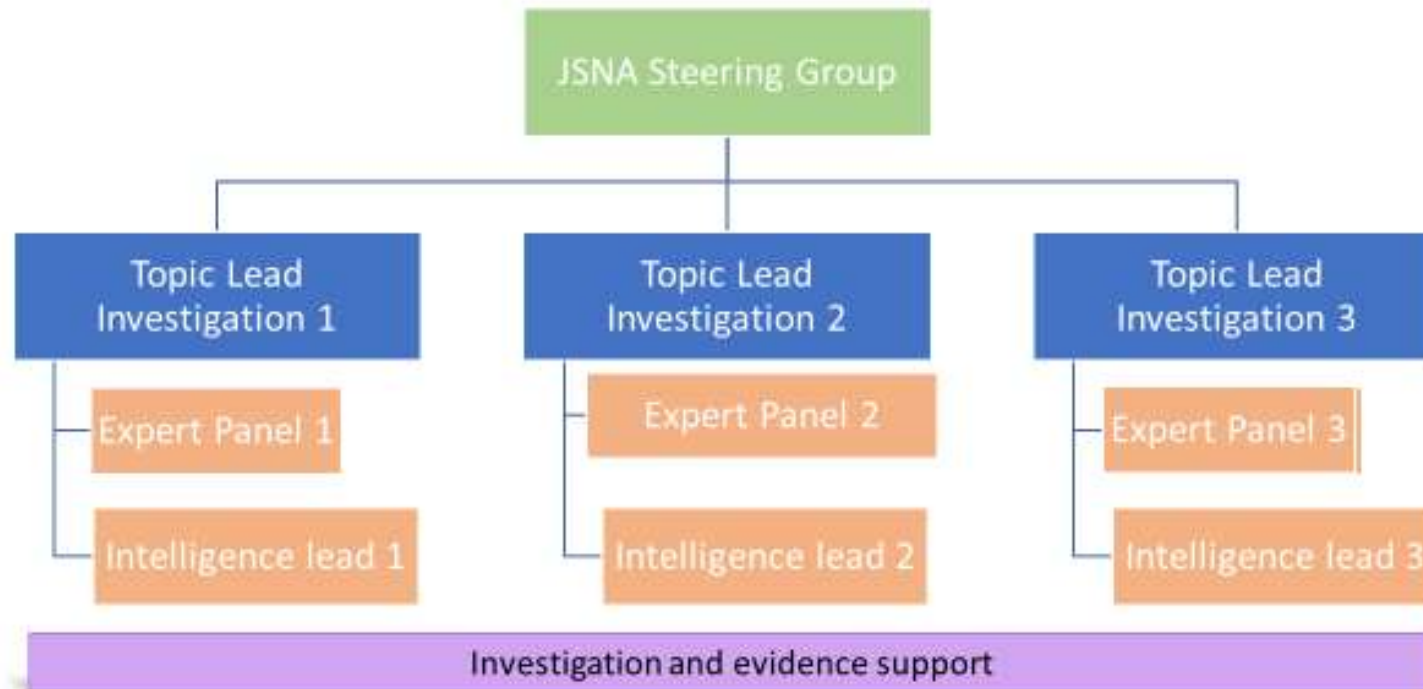 JSNA Steering Group
Topic Lead
Investigation 1
Topic Lead
Investigation 2
Topic Lead
Investigation 3
Expert Panel 1
Expert Panel 2
Expert Panel 3
Intelligence lead 1
Intelligence lead 2
Intelligence lead 3
Investigation and evidence support